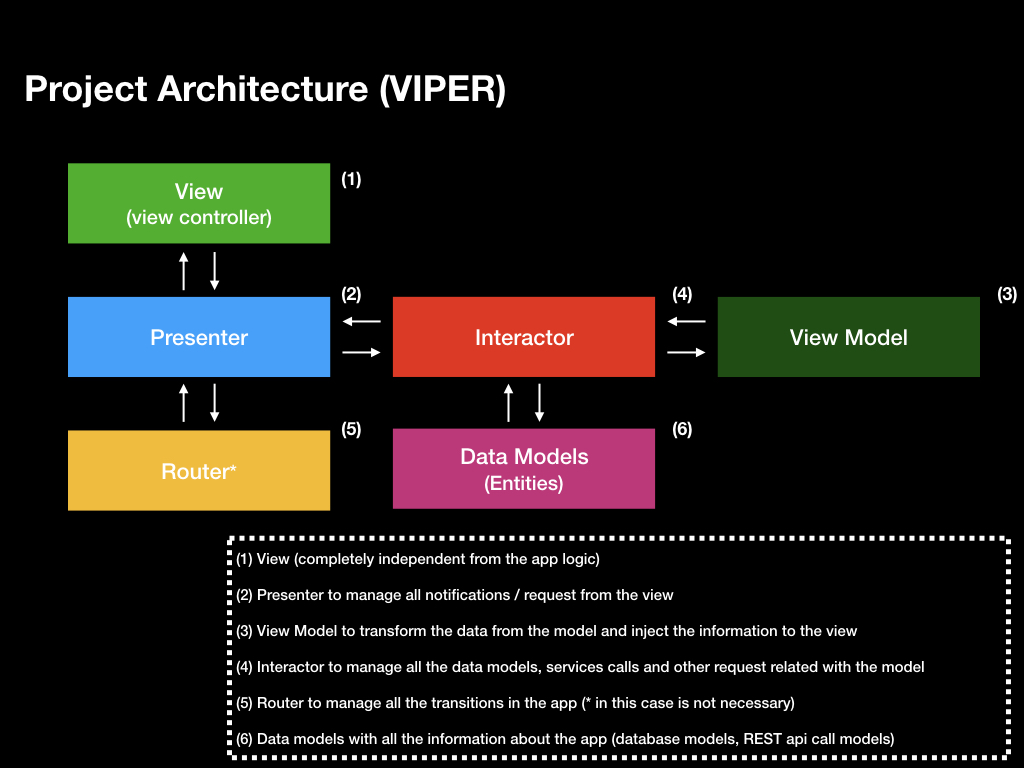 Project Architecture (VIPER)
View
(view controller)
(1)
Presenter
(2)
Interactor
(4)
View Model
(3)
Router*
(5)
Data Models
(Entities)
(6)
(1) View (completely independent from the app logic)
(2) Presenter to manage all notifications / request from the view
(3) View Model to transform the data from the model and inject the information to the view
(4) Interactor to manage all the data models, services calls and other request related with the model
(5) Router to manage all the transitions in the app (* in this case is not necessary)
(6) Data models with all the information about the app (database models, REST api call models)